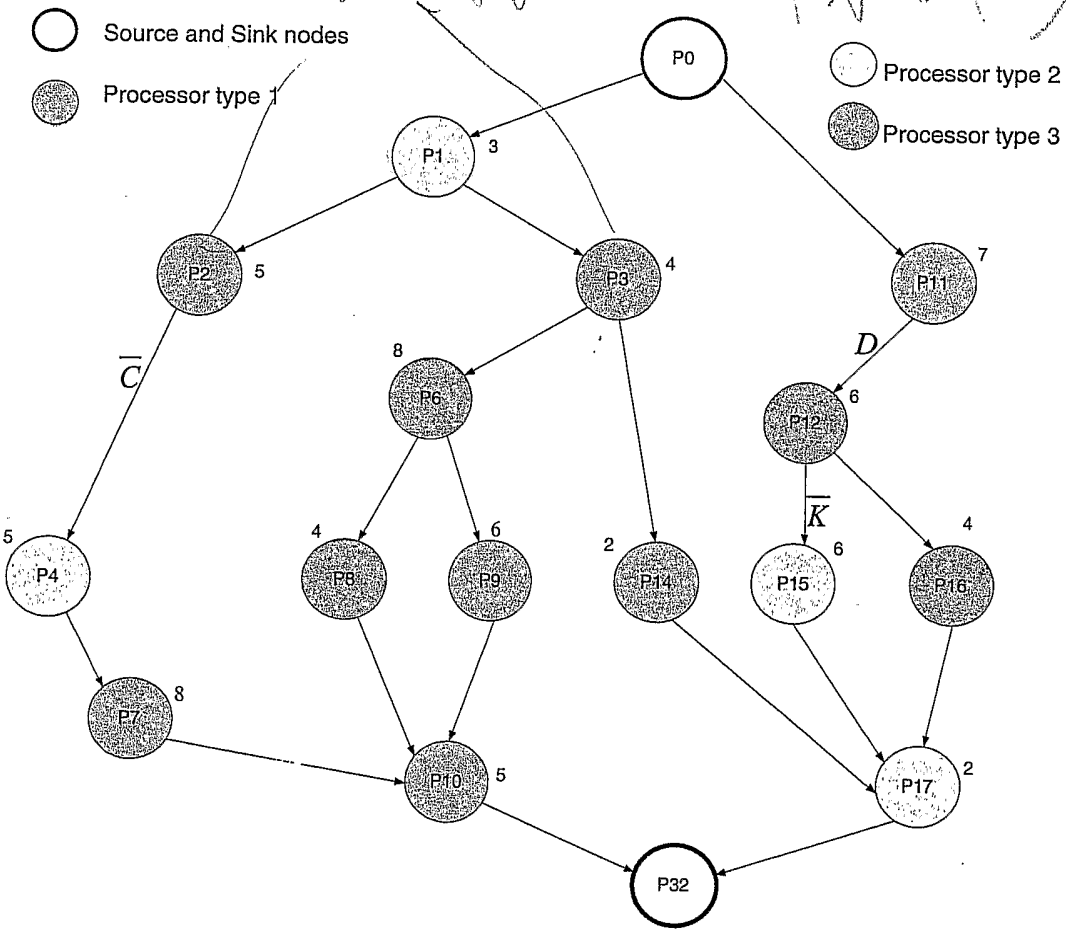 Source and Sink nodes
Processor type 1
P0
Processor type 2
Processor type 3
P1
3
P2
5
P3
4
P11
7
C̅
D
8
P6
P12
6
K̅
5
P4
4
P8
6
P9
2
P14
6
P15
4
P16
P7
8
P10
5
P17
2
P32